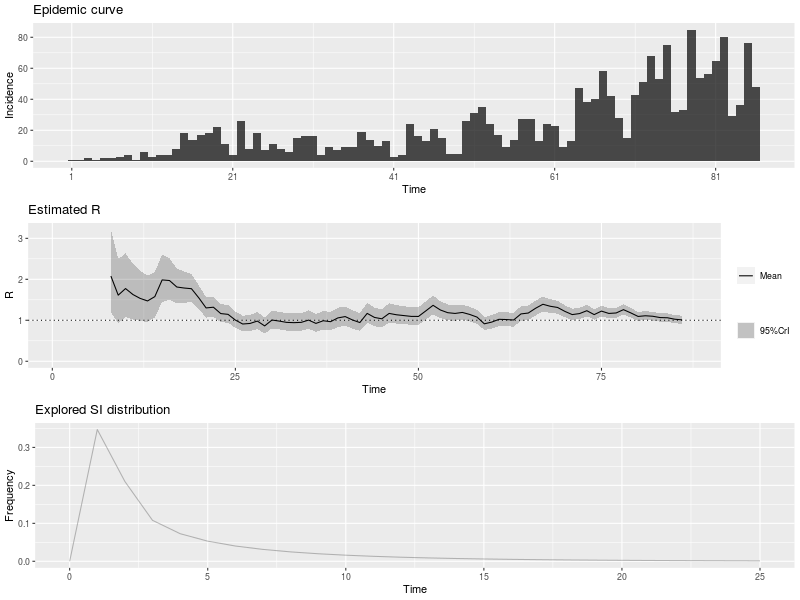 Epidemic curve
80
60
40
20
0
Incidence
1
21
41
61
81
Time
Estimated R
3
2
1
0
R
0
25
50
75
Time
Mean
95%CrI
Explored SI distribution
0.3
0.2
0.1
0.0
Frequency
0
5
10
15
20
25
Time